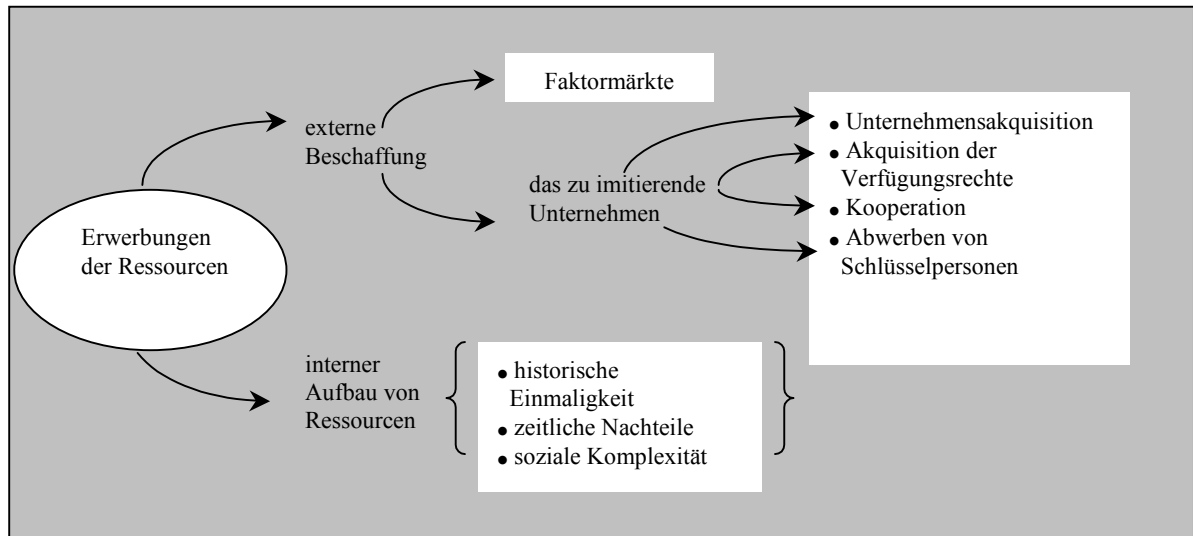 Faktormärkte
externe
Beschaffung
das zu imitierende
Unternehmen
• Unternehmensakquisition
• Akquisition der
Verfügungsrechte
• Kooperation
• Abwerben von
Schlüsselpersonen
Erwerbungen
der Ressourcen
interner
Aufbau von
Ressourcen
• historische
Einmaligkeit
• zeitliche Nachteile
• soziale Komplexität